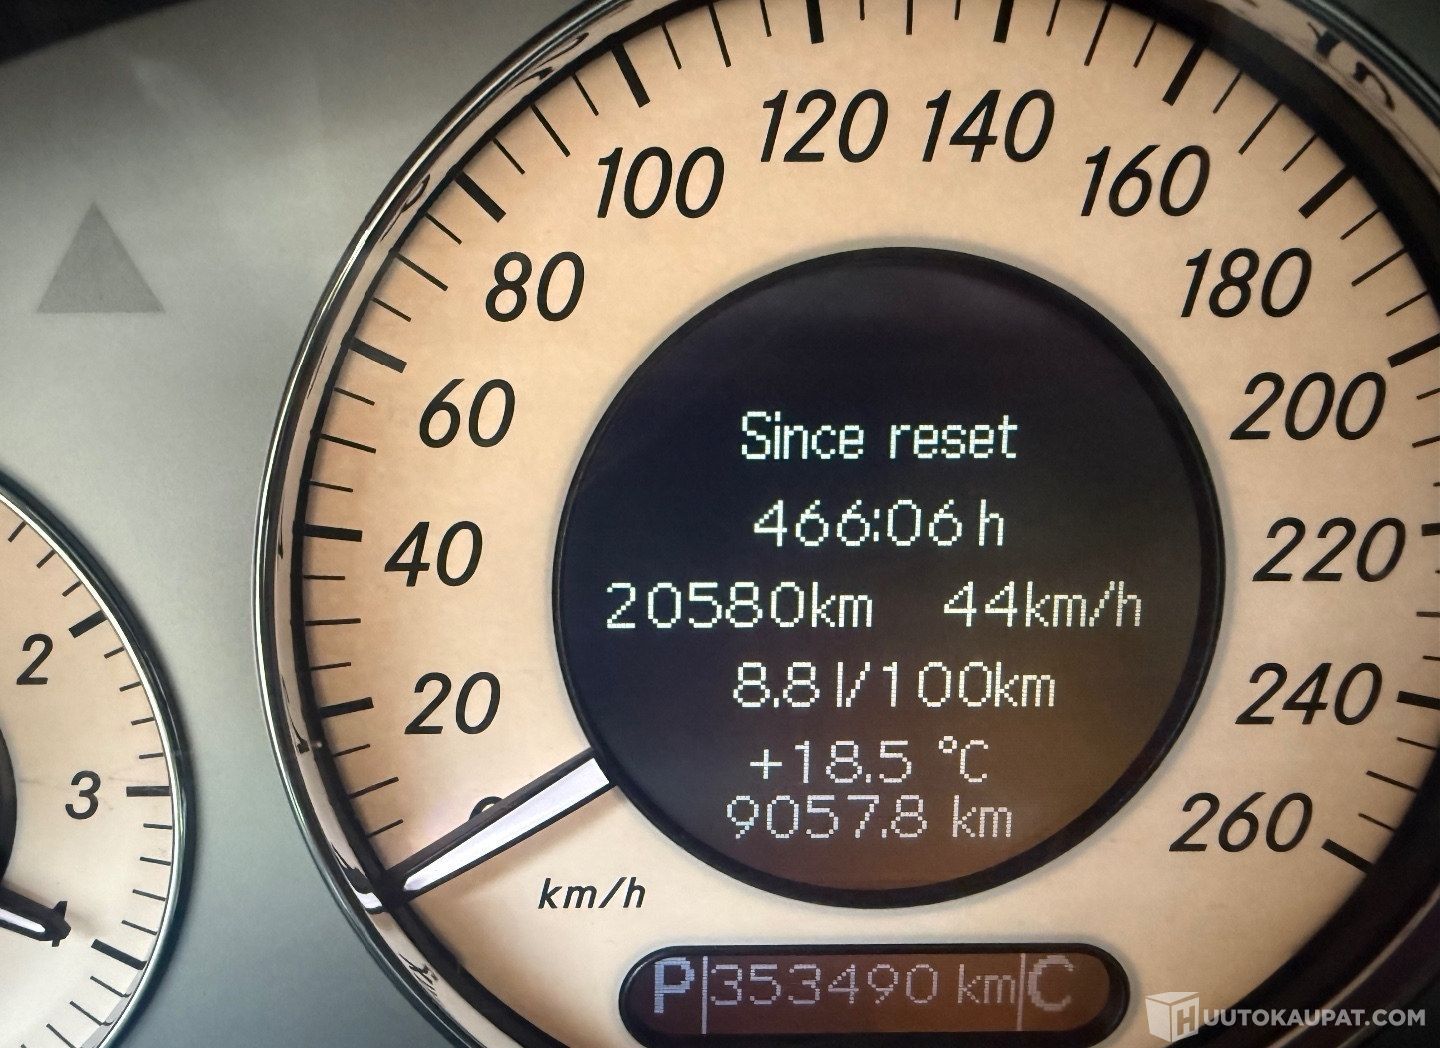 120 140
100 160
80 180
60 200
40 220
20 240
260
km/h
2
3
Since reset
466:06 h
20580km 44km/h
8.8 l/100km
+18.5 °C
9057.8 km
P 353490 km C
HUUTOKAUPAT.COM